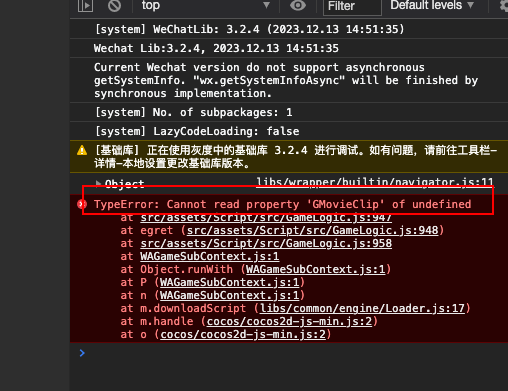 top
Filter
Default levels
[system] WeChatLib: 3.2.4 (2023.12.13 14:51:35)
Wechat Lib:3.2.4, 2023.12.13 14:51:35
Current Wechat version do not support asynchronous
getSystemInfo. "wx.getSystemInfoAsync" will be finished by
synchronous implementation.
[system] No. of subpackages: 1
[system] LazyCodeLoading: false
[基础库] 正在使用灰度中的基础库 3.2.4 进行调试。如有问题，请前往工具栏-
详情-本地设置更改基础库版本。
Object libs/wrapper/builtin/navigator.js:11
TypeError: Cannot read property 'GMovieClip' of undefined
at src/assets/Script/src/GameLogic.js:947
at egret (src/assets/Script/src/GameLogic.js:948)
at src/assets/Script/src/GameLogic.js:958
at WAGameSubContext.js:1
at Object.runWith (WAGameSubContext.js:1)
at P (WAGameSubContext.js:1)
at n (WAGameSubContext.js:1)
at m.downloadScript (libs/common/engine/Loader.js:17)
at m.handle (cocos/cocos2d-js-min.js:2)
at o (cocos/cocos2d-js-min.js:2)